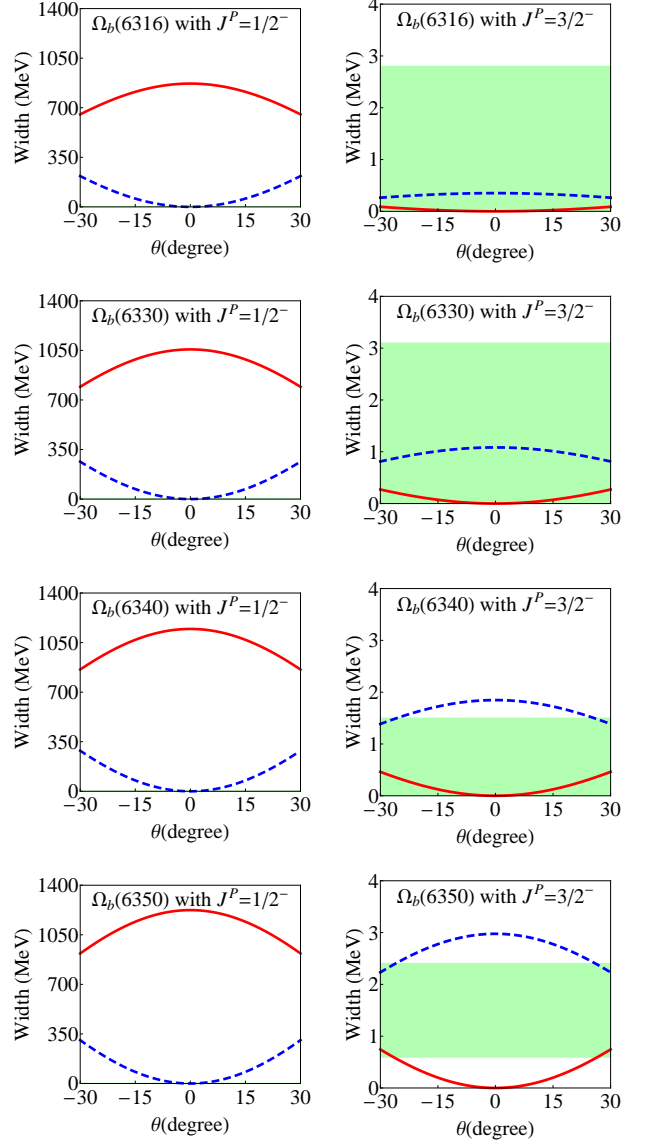 Ω_b(6316) with J^P=1/2⁻
Width (MeV)
1400
1050
700
350
0
−30 −15 0 15 30
θ(degree)
Ω_b(6316) with J^P=3/2⁻
Width (MeV)
4
3
2
1
0
−30 −15 0 15 30
θ(degree)
Ω_b(6330) with J^P=1/2⁻
Width (MeV)
1400
1050
700
350
0
−30 −15 0 15 30
θ(degree)
Ω_b(6330) with J^P=3/2⁻
Width (MeV)
4
3
2
1
0
−30 −15 0 15 30
θ(degree)
Ω_b(6340) with J^P=1/2⁻
Width (MeV)
1400
1050
700
350
0
−30 −15 0 15 30
θ(degree)
Ω_b(6340) with J^P=3/2⁻
Width (MeV)
4
3
2
1
0
−30 −15 0 15 30
θ(degree)
Ω_b(6350) with J^P=1/2⁻
Width (MeV)
1400
1050
700
350
0
−30 −15 0 15 30
θ(degree)
Ω_b(6350) with J^P=3/2⁻
Width (MeV)
4
3
2
1
0
−30 −15 0 15 30
θ(degree)